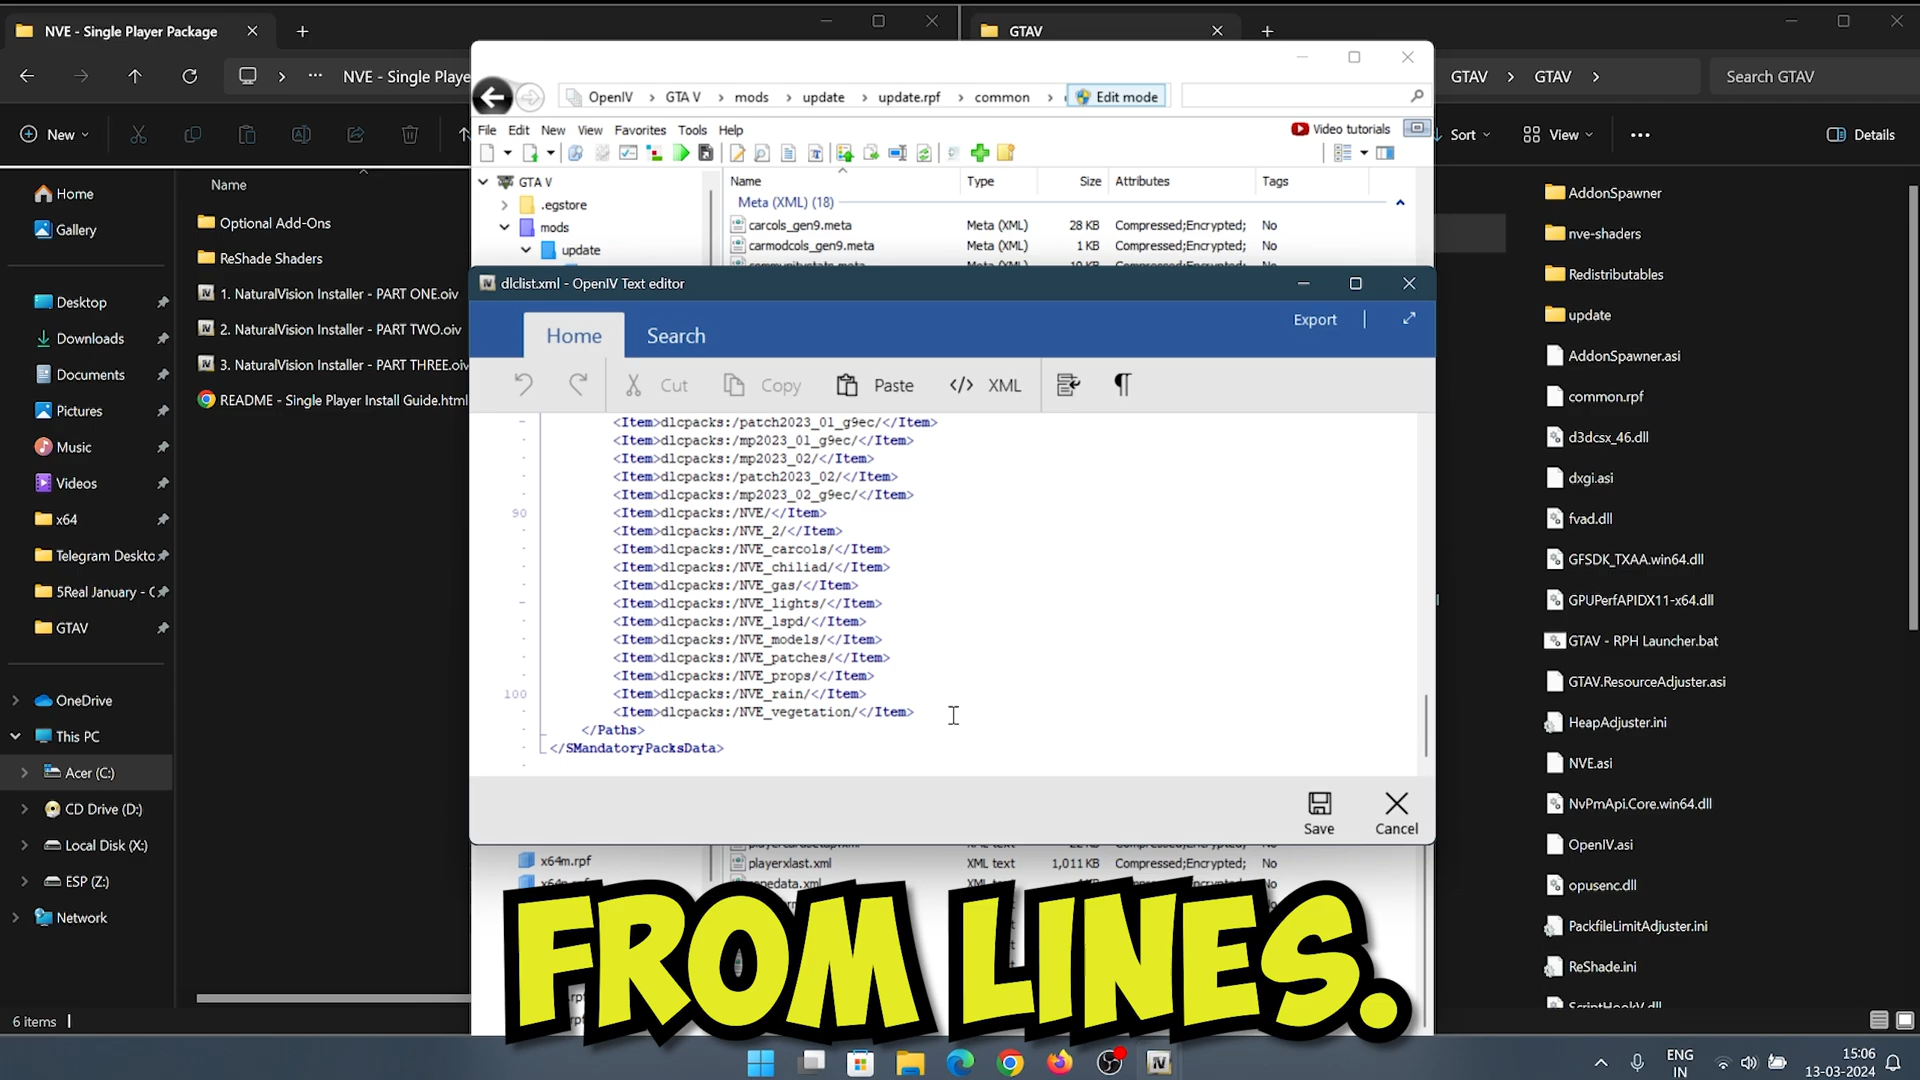 NVE - Single Player Package
GTAV
NVE - Single Playe
GTAV > GTAV >
Search GTAV
New
Sort
View
Details
Home
Gallery
Desktop
Downloads
Documents
Pictures
Music
Videos
x64
Telegram Deskto
5Real January - C
GTAV
OneDrive
This PC
Acer (C:)
CD Drive (D:)
Local Disk (X:)
ESP (Z:)
Network
6 items
Name
Optional Add-Ons
ReShade Shaders
1. NaturalVision Installer - PART ONE.oiv
2. NaturalVision Installer - PART TWO.oiv
3. NaturalVision Installer - PART THREE.oiv
README - Single Player Install Guide.html
OpenIV > GTA V > mods > update > update.rpf > common >
Edit mode
File Edit New View Favorites Tools Help
Video tutorials
GTA V
.egstore
mods
update
Name Type Size Attributes Tags
Meta (XML) (18)
carcols_gen9.meta Meta (XML) 28 KB Compressed;Encrypted; No
carmodcols_gen9.meta Meta (XML) 1 KB Compressed;Encrypted; No
dlclist.xml - OpenIV Text editor
Home
Search
Export
Cut
Copy
Paste
</> XML
<Item>dlcpacks:/patch2023_01_g9ec/</Item>
<Item>dlcpacks:/mp2023_01_g9ec/</Item>
<Item>dlcpacks:/mp2023_02/</Item>
<Item>dlcpacks:/patch2023_02/</Item>
<Item>dlcpacks:/mp2023_02_g9ec/</Item>
90 <Item>dlcpacks:/NVE/</Item>
<Item>dlcpacks:/NVE_2/</Item>
<Item>dlcpacks:/NVE_carcols/</Item>
<Item>dlcpacks:/NVE_chiliad/</Item>
<Item>dlcpacks:/NVE_gas/</Item>
<Item>dlcpacks:/NVE_lights/</Item>
<Item>dlcpacks:/NVE_lspd/</Item>
<Item>dlcpacks:/NVE_models/</Item>
<Item>dlcpacks:/NVE_patches/</Item>
<Item>dlcpacks:/NVE_props/</Item>
100 <Item>dlcpacks:/NVE_rain/</Item>
<Item>dlcpacks:/NVE_vegetation/</Item>
</Paths>
</SMandatoryPacksData>
Save
Cancel
x64m.rpf
playerxlast.xml XML text 1,011 KB Compressed;Encrypted; No
FROM LINES.
AddonSpawner
nve-shaders
Redistributables
update
AddonSpawner.asi
common.rpf
d3dcsx_46.dll
dxgi.asi
fvad.dll
GFSDK_TXAA.win64.dll
GPUPerfAPIDX11-x64.dll
GTAV - RPH Launcher.bat
GTAV.ResourceAdjuster.asi
HeapAdjuster.ini
NVE.asi
NvPmApi.Core.win64.dll
OpenIV.asi
opusenc.dll
PackfileLimitAdjuster.ini
ReShade.ini
ScriptHookV.dll
ENG
IN
15:06
13-03-2024